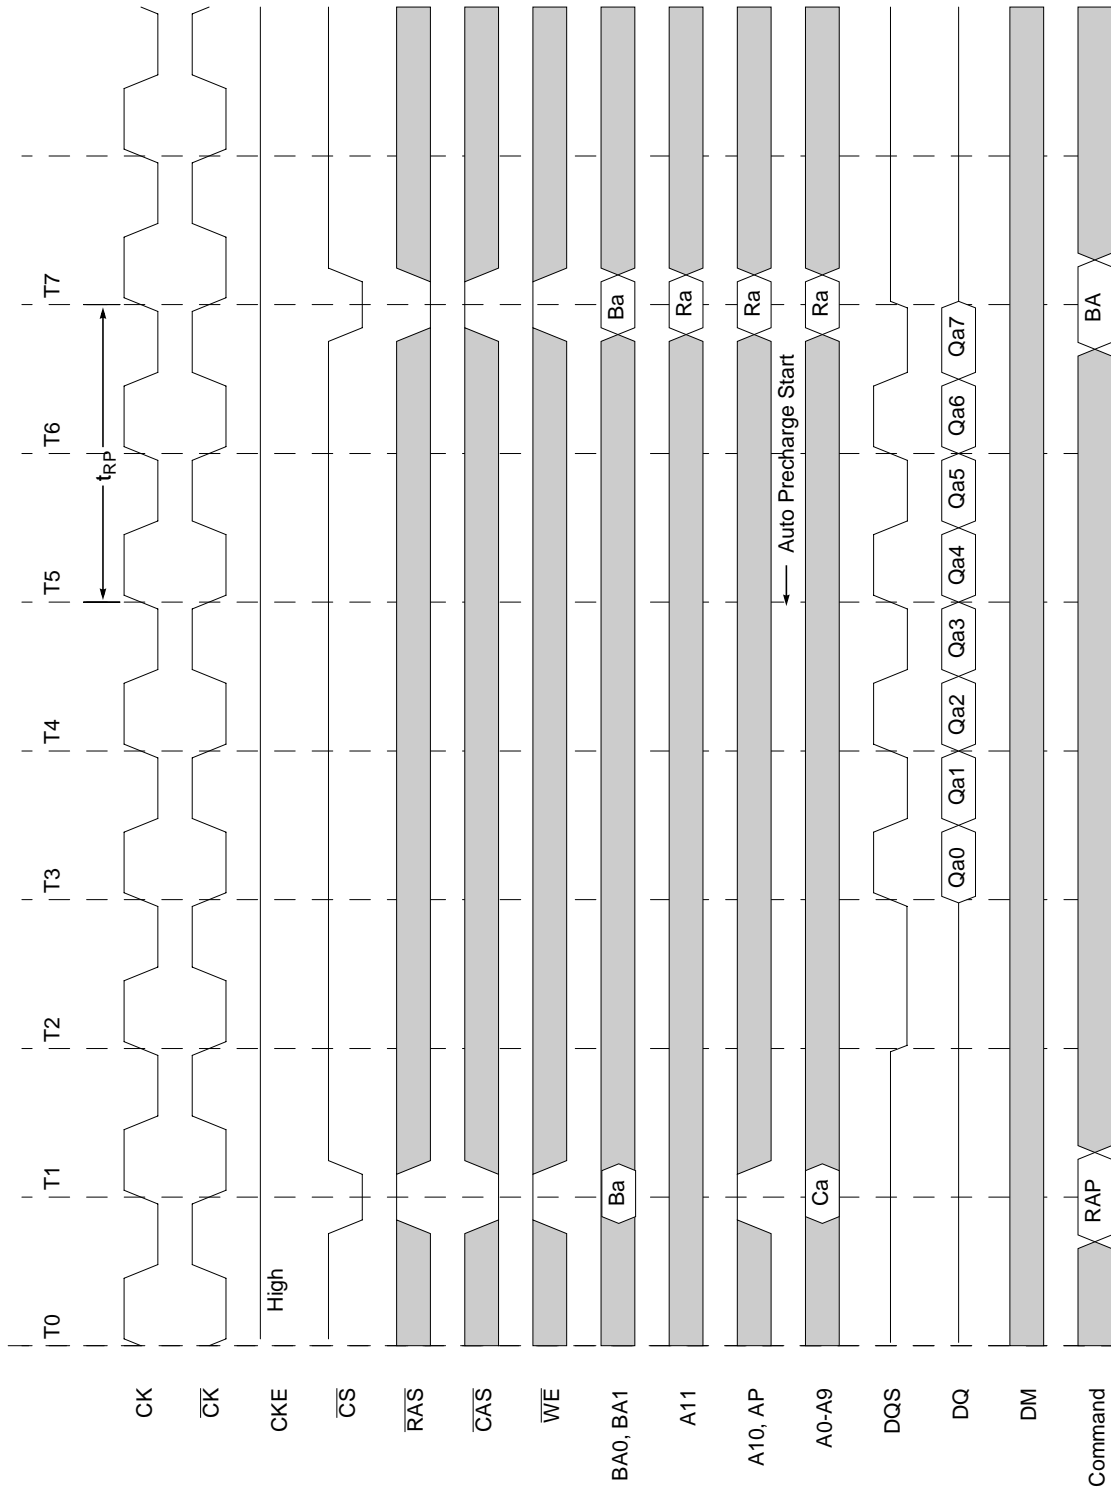 T0 T1 T2 T3 T4 T5 T6 T7
tRP
CK
CK
CKE High
CS
RAS
CAS
WE
BA0, BA1 Ba Ba
A11 Ra
A10, AP Ra
Auto Precharge Start
A0-A9 Ca Ra
DQS
DQ Qa0 Qa1 Qa2 Qa3 Qa4 Qa5 Qa6 Qa7
DM
Command RAP BA